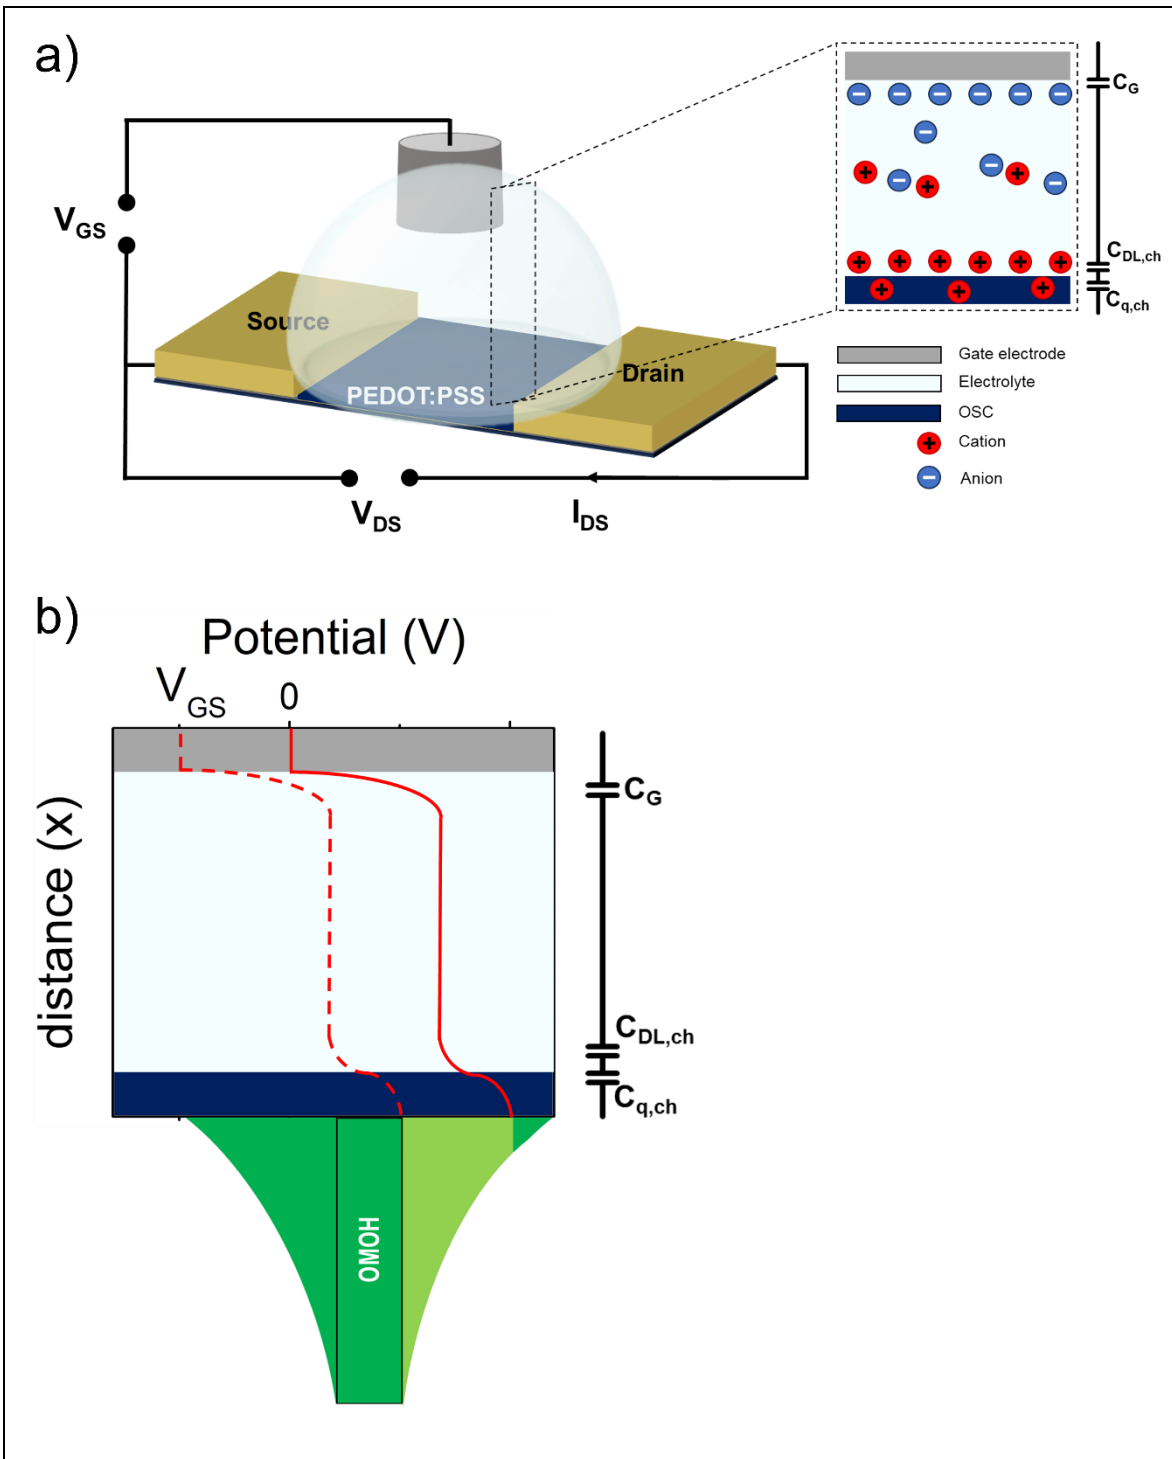 a)
V_GS
Source
PEDOT:PSS
Drain
V_DS
I_DS
C_G
C_DL,ch
C_q,ch
Gate electrode
Electrolyte
OSC
Cation
Anion
b)
Potential (V)
V_GS 0
distance (x)
C_G
C_DL,ch
C_q,ch
HOMO